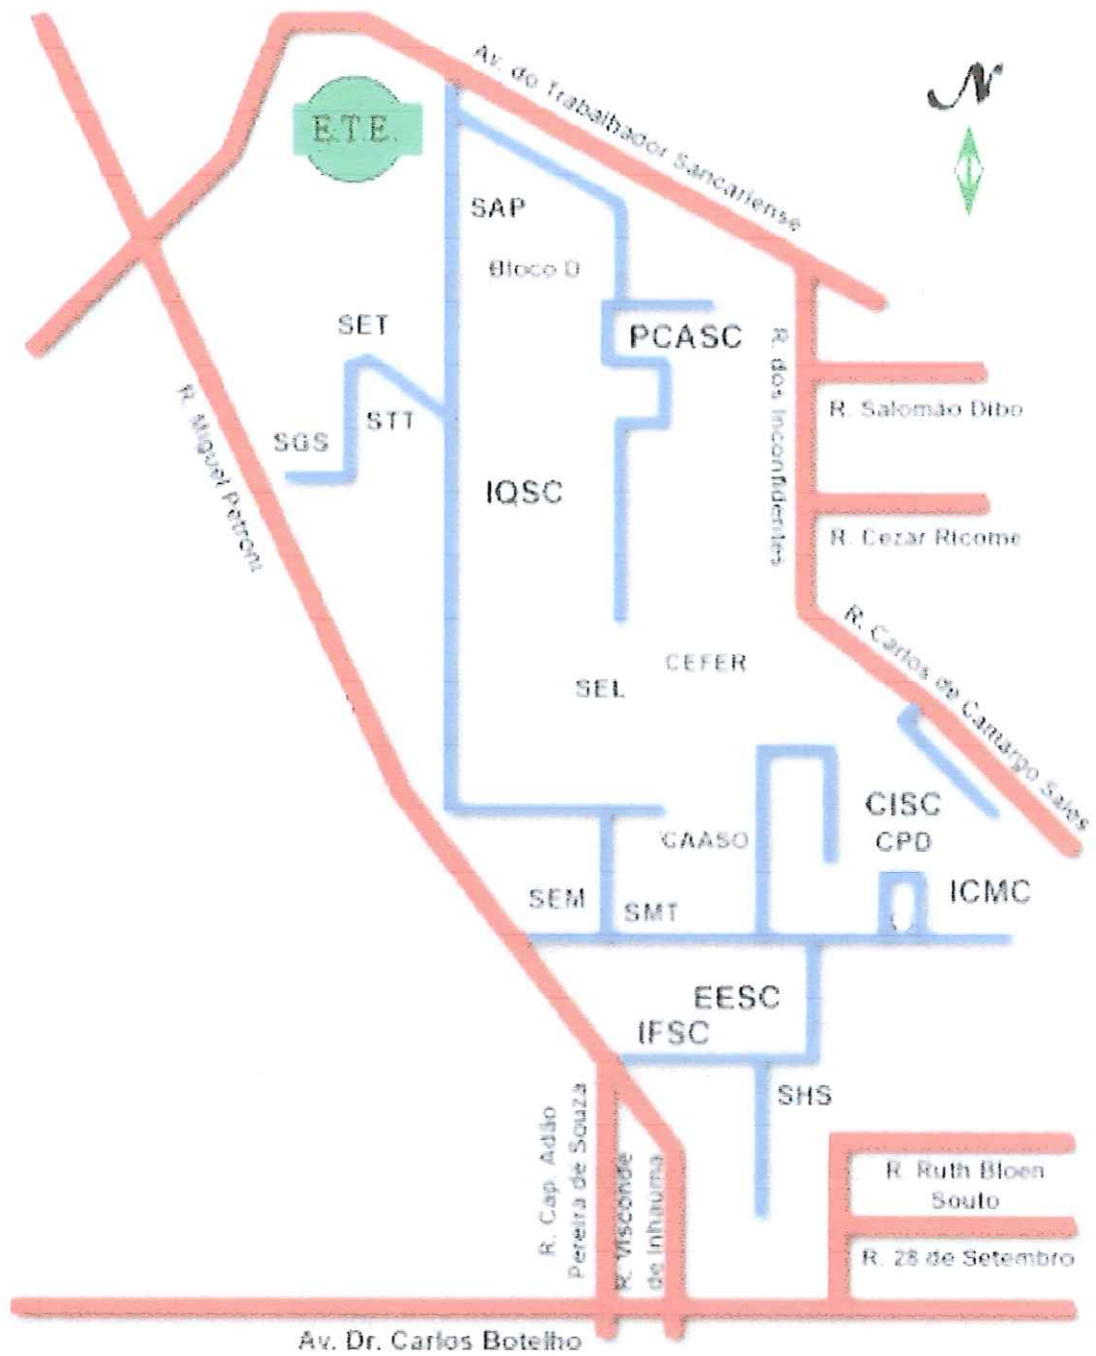 Av. do Trabalhador Sancarlense
N
E.T.E.
SAP
Bloco D
SET
PCASC
R. dos Inconfidentes
R. Salomão Dibo
R. Miguel Petroni
STT
SGS
IQSC
R. Cezar Ricome
R. Carlos de Camargo Sales
CEFER
SEL
CISC
CAASO
CPD
ICMC
SEM
SMT
EESC
IFSC
SHS
R. Cap. Adão
Pereira de Souza
R. Visconde
de Inhaúma
R. Ruth Bloen
Souto
R. 28 de Setembro
Av. Dr. Carlos Botelho